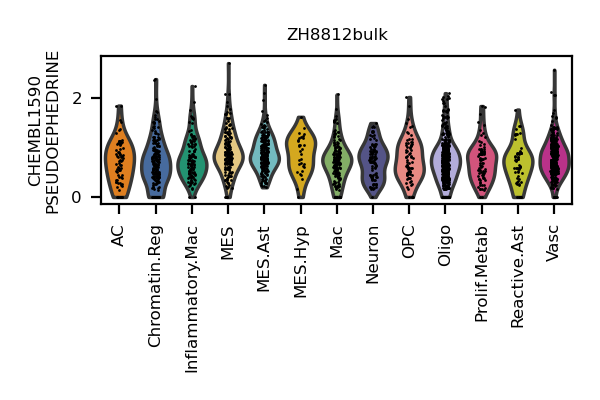 ZH8812bulk
CHEMBL1590
PSEUDOEPHEDRINE
2
0
AC
Chromatin.Reg
Inflammatory.Mac
MES
MES.Ast
MES.Hyp
Mac
Neuron
OPC
Oligo
Prolif.Metab
Reactive.Ast
Vasc